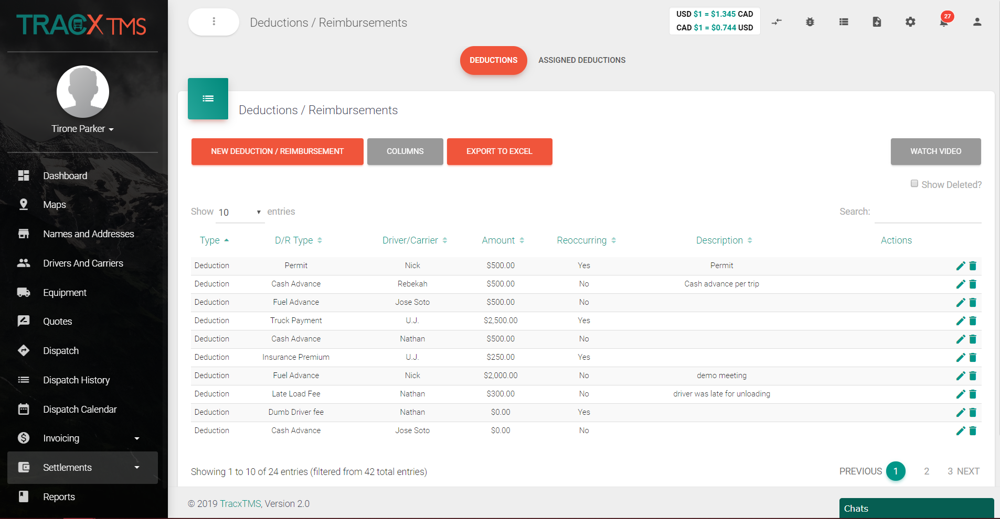 TRACX TMS
Tirone Parker
Dashboard
Maps
Names and Addresses
Drivers And Carriers
Equipment
Quotes
Dispatch
Dispatch History
Dispatch Calendar
Invoicing
Settlements
Reports
Deductions / Reimbursements
USD $1 = $1.345 CAD
CAD $1 = $0.744 USD
27
DEDUCTIONS ASSIGNED DEDUCTIONS
Deductions / Reimbursements
NEW DEDUCTION / REIMBURSEMENT COLUMNS EXPORT TO EXCEL WATCH VIDEO
Show Deleted?
Show 10 entries Search:
Type D/R Type Driver/Carrier Amount Reoccurring Description Actions
Deduction Permit Nick $500.00 Yes Permit
Deduction Cash Advance Rebekah $500.00 No Cash advance per trip
Deduction Fuel Advance Jose Soto $500.00 No
Deduction Truck Payment U.J. $2,500.00 Yes
Deduction Cash Advance Nathan $500.00 No
Deduction Insurance Premium U.J. $250.00 Yes
Deduction Fuel Advance Nick $2,000.00 No demo meeting
Deduction Late Load Fee Nathan $300.00 No driver was late for unloading
Deduction Dumb Driver fee Nathan $0.00 Yes
Deduction Cash Advance Jose Soto $0.00 No
Showing 1 to 10 of 24 entries (filtered from 42 total entries) PREVIOUS 1 2 3 NEXT
© 2019 TracxTMS, Version 2.0
Chats